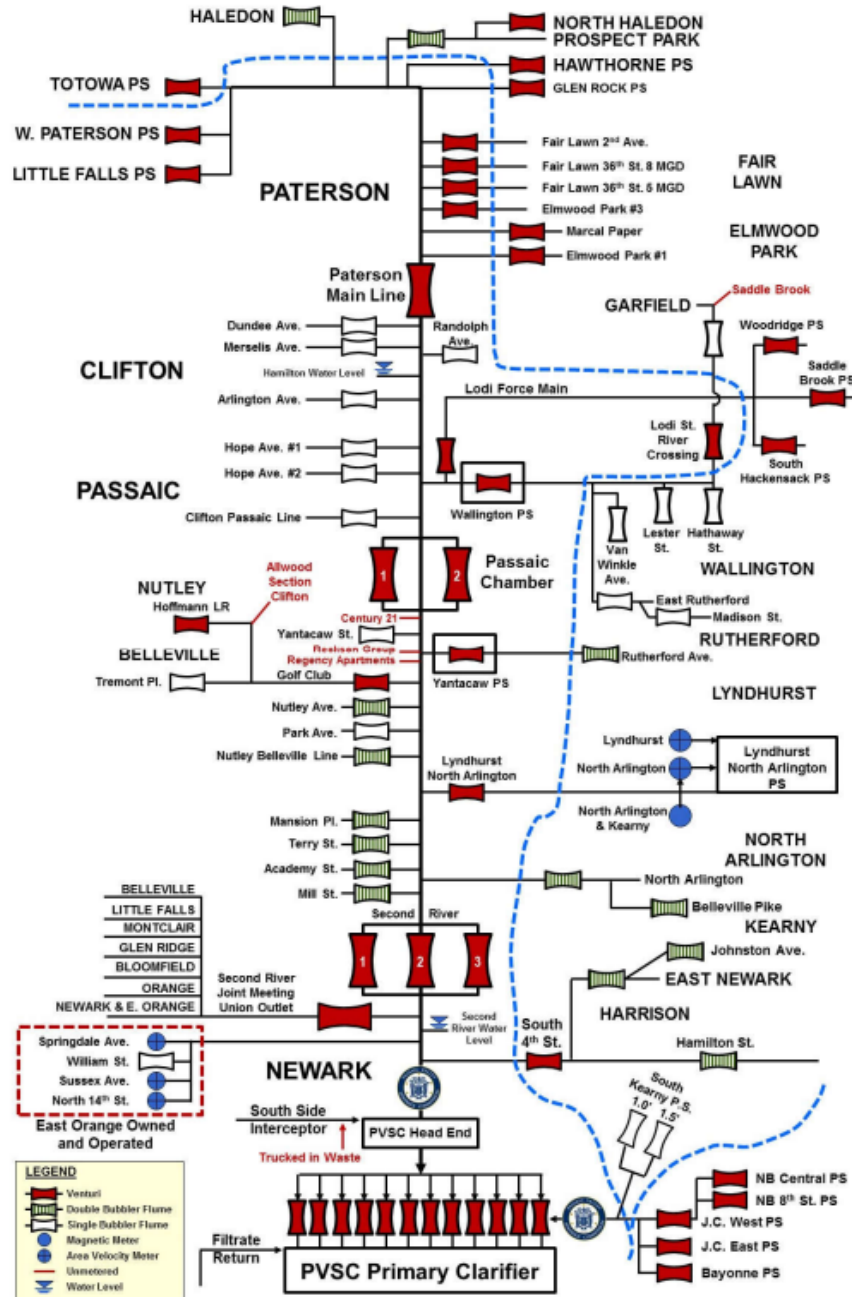 HALEDON
NORTH HALEDON
PROSPECT PARK
HAWTHORNE PS
GLEN ROCK PS
TOTOWA PS
W. PATERSON PS
LITTLE FALLS PS
PATERSON
Fair Lawn 2nd Ave.
Fair Lawn 36th St. 8 MGD
Fair Lawn 36th St. 5 MGD
Elmwood Park #3
Marcal Paper
Elmwood Park #1
FAIR
LAWN
ELMWOOD
PARK
Paterson
Main Line
Saddle Brook
GARFIELD
Woodridge PS
Saddle
Brook PS
South
Hackensack PS
Dundee Ave.
Merselis Ave.
Randolph
Ave.
CLIFTON
Hamilton Water Level
Arlington Ave.
Lodi Force Main
Lodi St.
River
Crossing
Hope Ave. #1
Hope Ave. #2
PASSAIC
Clifton Passaic Line
Wallington PS
Van
Winkle
Ave.
Lester
St.
Hathaway
St.
WALLINGTON
1
2
Passaic
Chamber
East Rutherford
Madison St.
RUTHERFORD
Allwood
Section
Clifton
NUTLEY
Hoffmann LR
BELLEVILLE
Tremont Pl.
Century 21
Yantacaw St.
Group
Regency Apartments
Golf Club
Yantacaw PS
Rutherford Ave.
LYNDHURST
Nutley Ave.
Park Ave.
Nutley Belleville Line
Lyndhurst
North Arlington
Lyndhurst
North Arlington
North Arlington
& Kearny
Lyndhurst
North Arlington
PS
Mansion Pl.
Terry St.
Academy St.
Mill St.
NORTH
ARLINGTON
North Arlington
Belleville Pike
KEARNY
Johnston Ave.
EAST NEWARK
HARRISON
Second River
1
2
3
BELLEVILLE
LITTLE FALLS
MONTCLAIR
GLEN RIDGE
BLOOMFIELD
ORANGE
NEWARK & E. ORANGE
Second River
Joint Meeting
Union Outlet
Second
River Water
Level
South
4th St.
Hamilton St.
Springdale Ave.
William St.
Sussex Ave.
North 14th St.
East Orange Owned
and Operated
NEWARK
South Side
Interceptor
Trucked in Waste
PVSC Head End
South
Kearny P.S.
1.0'
1.5'
NB Central PS
NB 8th St. PS
J.C. West PS
J.C. East PS
Bayonne PS
Filtrate
Return
PVSC Primary Clarifier
LEGEND
Venturi
Double Bubbler Flume
Single Bubbler Flume
Magnetic Meter
Area Velocity Meter
Unmetered
Water Level